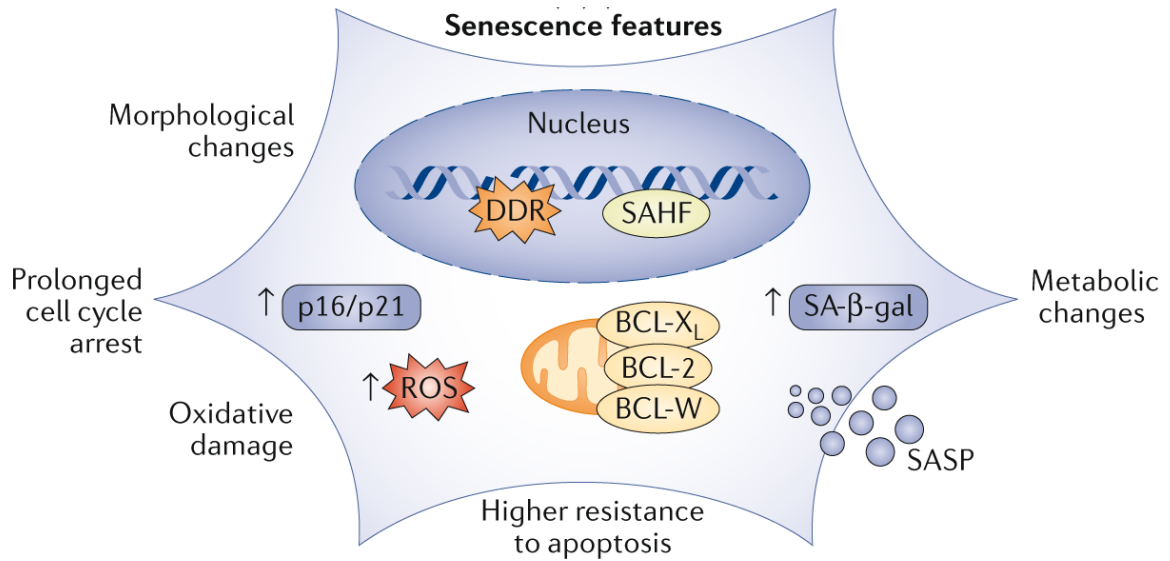 Senescence features
Morphological
changes
Nucleus
DDR
SAHF
Prolonged
cell cycle
arrest
↑ p16/p21
↑ SA-β-gal
Metabolic
changes
BCL-X_L
BCL-2
BCL-W
↑ ROS
Oxidative
damage
SASP
Higher resistance
to apoptosis